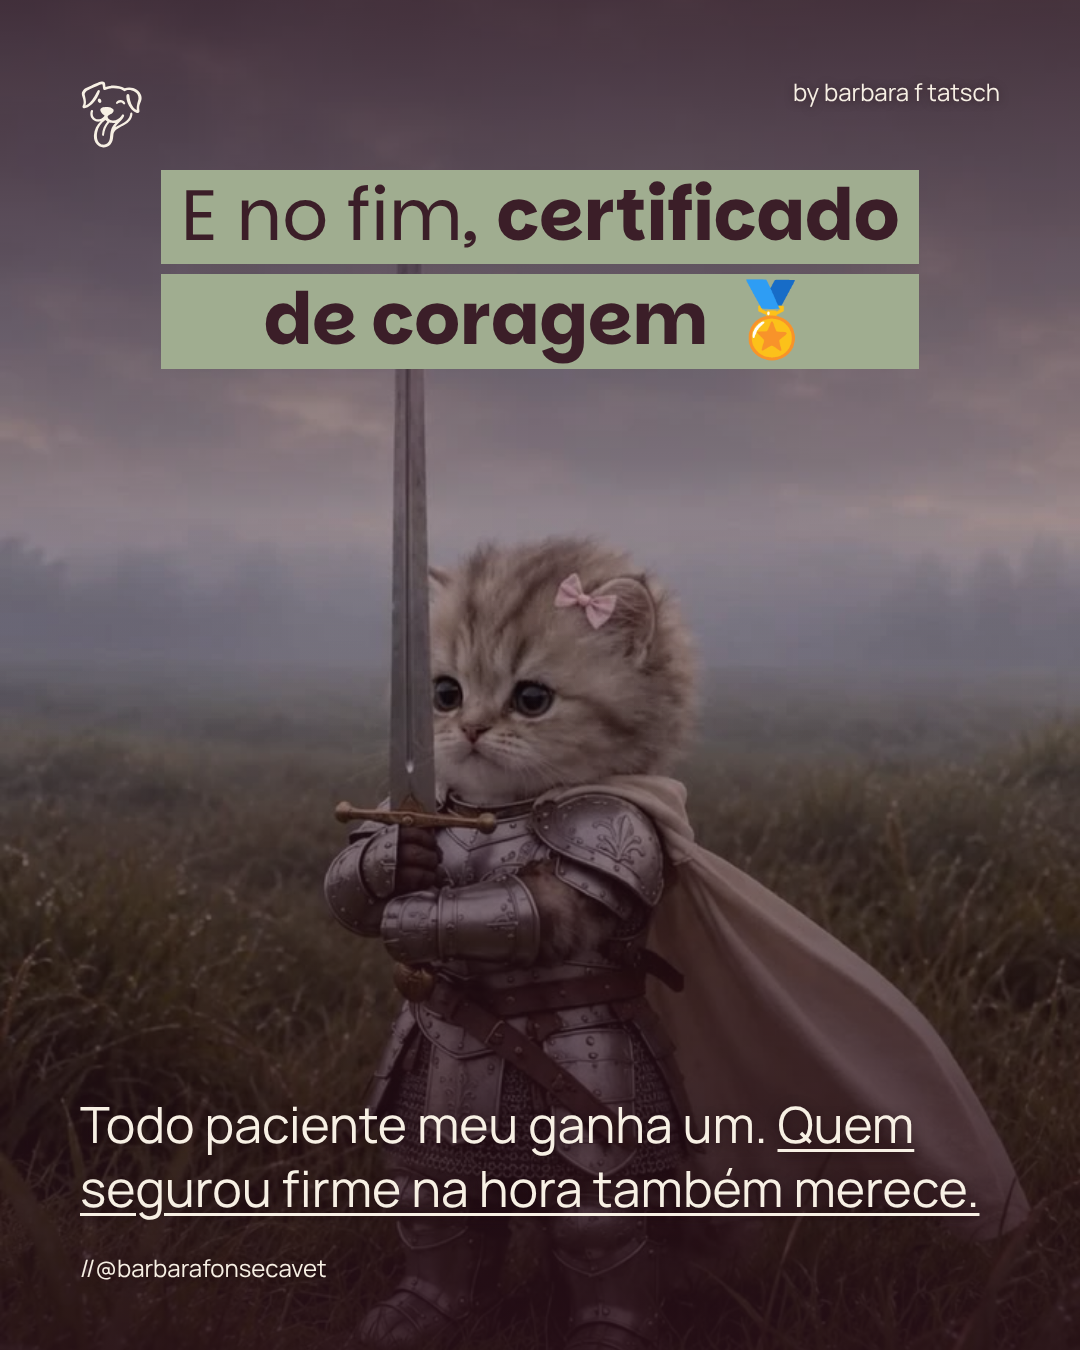 by barbara f tatsch
E no fim, certificado
de coragem 🏅
Todo paciente meu ganha um. Quem
segurou firme na hora também merece.
//@barbarafonsecavet